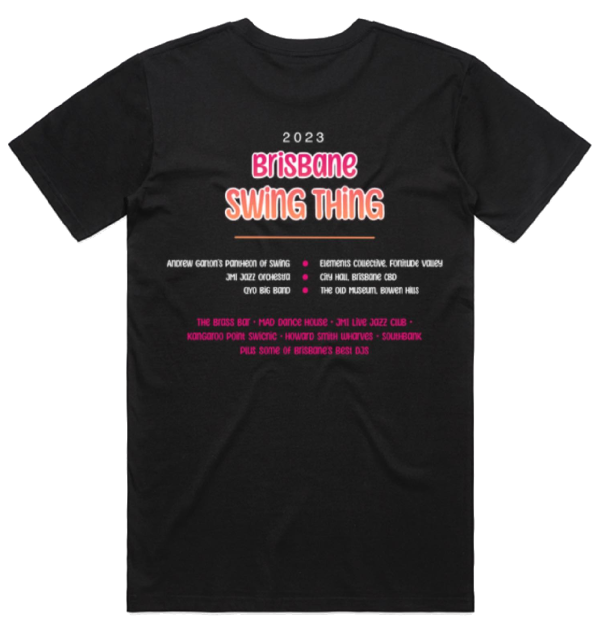 2023
Brisbane
SWING THING
Andrew Garton's Pantheon of Swing • Elements Collective, Fortitude Valley
JMI Jazz Orchestra • City Hall, Brisbane CBD
QYO Big Band • The Old Museum, Bowen Hills
The Brass Bar - MAD Dance House - JMI Live Jazz Club -
Kangaroo Point Swicnic - Howard Smith Wharves - Southbank
Plus some of Brisbane's Best DJs